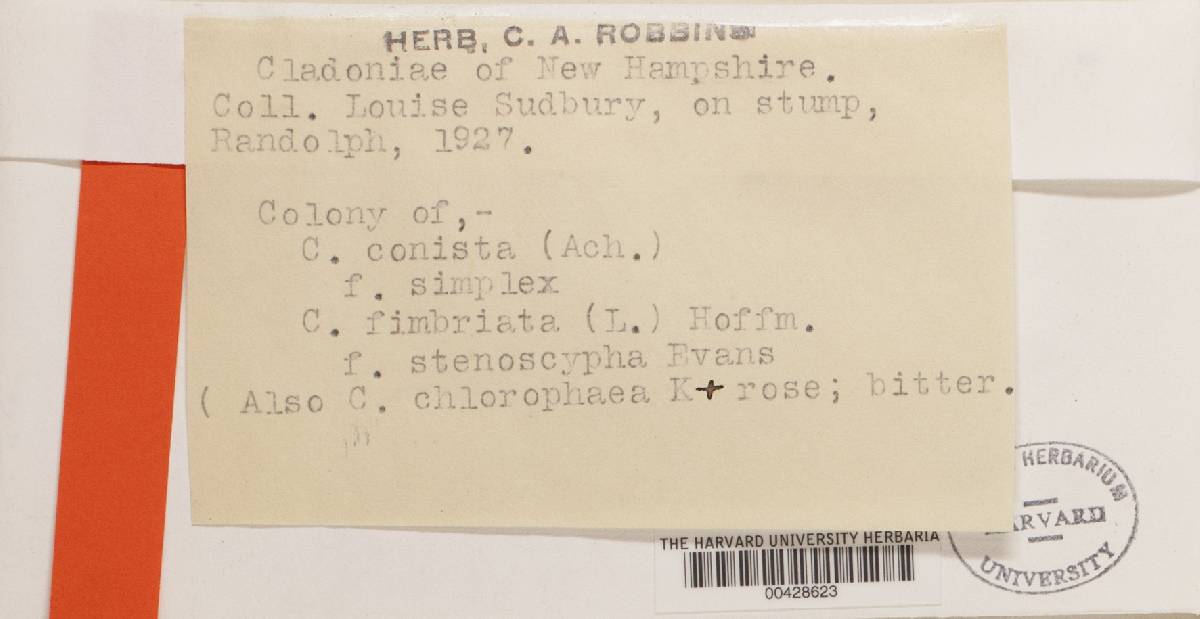 HERB. C. A. ROBBINS
Cladoniae of New Hampshire.
Coll. Louise Sudbury, on stump,
Randolph, 1927.
Colony of,-
C. conista (Ach.)
f. simplex
C. fimbriata (L.) Hoffm.
f. stenoscypha Evans
( Also C. chlorophaea K+ rose; bitter.
THE HARVARD UNIVERSITY HERBARIA
00428623
HERBARIUM
ARVARD
UNIVERSITY